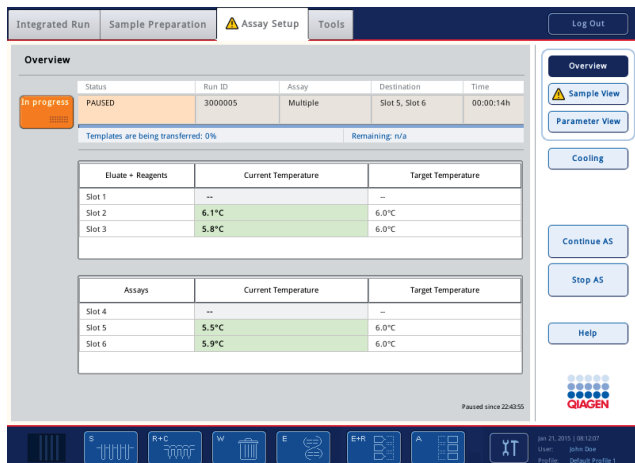 Integrated Run Sample Preparation Assay Setup Tools Log Out
Overview
Status Run ID Assay Destination Time
In progress PAUSED 3000005 Multiple Slot 5, Slot 6 00:00:14h
Templates are being transferred: 0% Remaining: n/a
Eluate + Reagents Current Temperature Target Temperature
Slot 1 -- --
Slot 2 6.1°C 6.0°C
Slot 3 5.8°C 6.0°C
Assays Current Temperature Target Temperature
Slot 4 -- --
Slot 5 5.5°C 6.0°C
Slot 6 5.9°C 6.0°C
Paused since 22:43:55
Overview
Sample View
Parameter View
Cooling
Continue AS
Stop AS
Help
QIAGEN
S R+C W E E+R A
Jan 21, 2015 | 08:12:07
User: John Doe
Profile: Default Profile 1